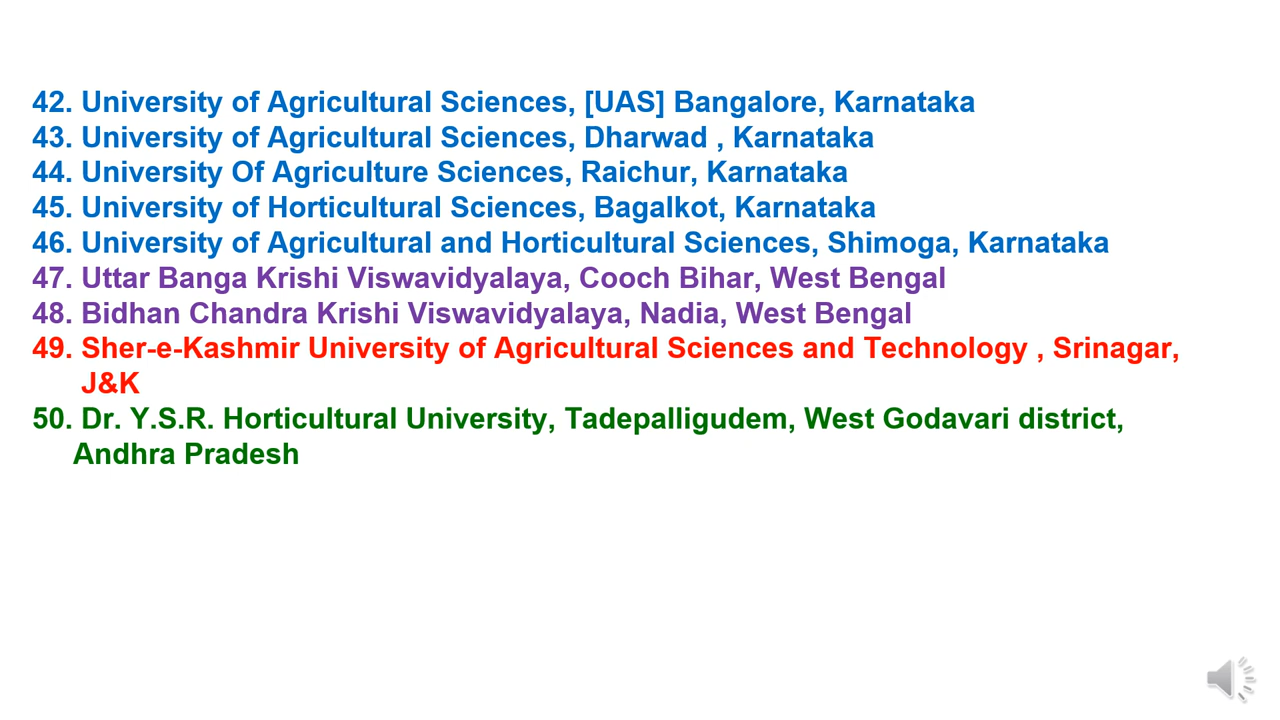 42. University of Agricultural Sciences, [UAS] Bangalore, Karnataka
43. University of Agricultural Sciences, Dharwad , Karnataka
44. University Of Agriculture Sciences, Raichur, Karnataka
45. University of Horticultural Sciences, Bagalkot, Karnataka
46. University of Agricultural and Horticultural Sciences, Shimoga, Karnataka
47. Uttar Banga Krishi Viswavidyalaya, Cooch Bihar, West Bengal
48. Bidhan Chandra Krishi Viswavidyalaya, Nadia, West Bengal
49. Sher-e-Kashmir University of Agricultural Sciences and Technology , Srinagar,
J&K
50. Dr. Y.S.R. Horticultural University, Tadepalligudem, West Godavari district,
Andhra Pradesh